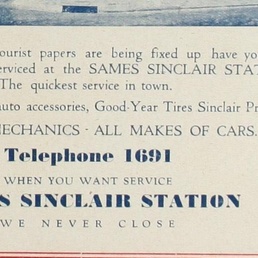 ourist papers are being fixed up have yo
erviced at the SAMES SINCLAIR STA
The quickest service in town.
auto accessories, Good-Year Tires Sinclair Pr
MECHANICS · ALL MAKES OF CARS.
Telephone 1691
WHEN YOU WANT SERVICE
S SINCLAIR STATION
WE NEVER CLOSE